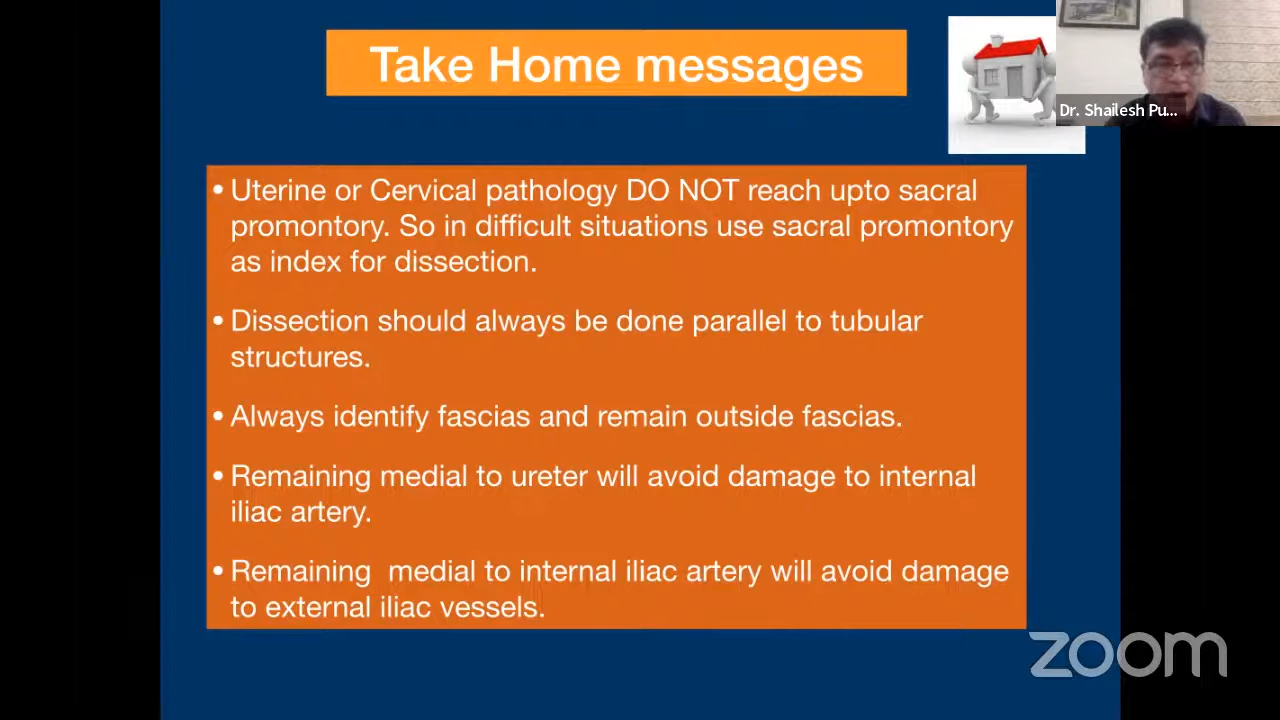 Take Home messages
Dr. Shailesh Pu...
• Uterine or Cervical pathology DO NOT reach upto sacral
promontory. So in difficult situations use sacral promontory
as index for dissection.
• Dissection should always be done parallel to tubular
structures.
• Always identify fascias and remain outside fascias.
• Remaining medial to ureter will avoid damage to internal
iliac artery.
• Remaining  medial to internal iliac artery will avoid damage
to external iliac vessels.
zoom